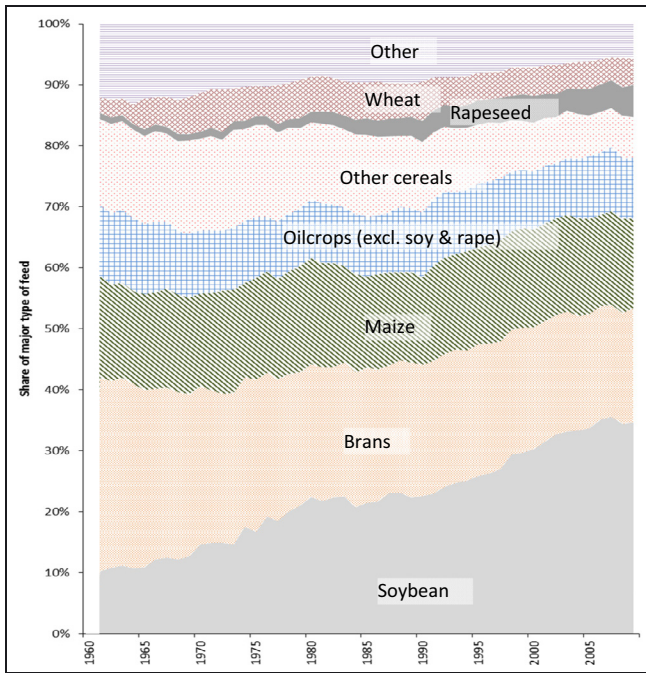 100%
90%
80%
70%
60%
50%
40%
30%
20%
10%
0%
Share of major type of feed
Other
Wheat
Rapeseed
Other cereals
Oilcrops (excl. soy & rape)
Maize
Brans
Soybean
1960
1965
1970
1975
1980
1985
1990
1995
2000
2005